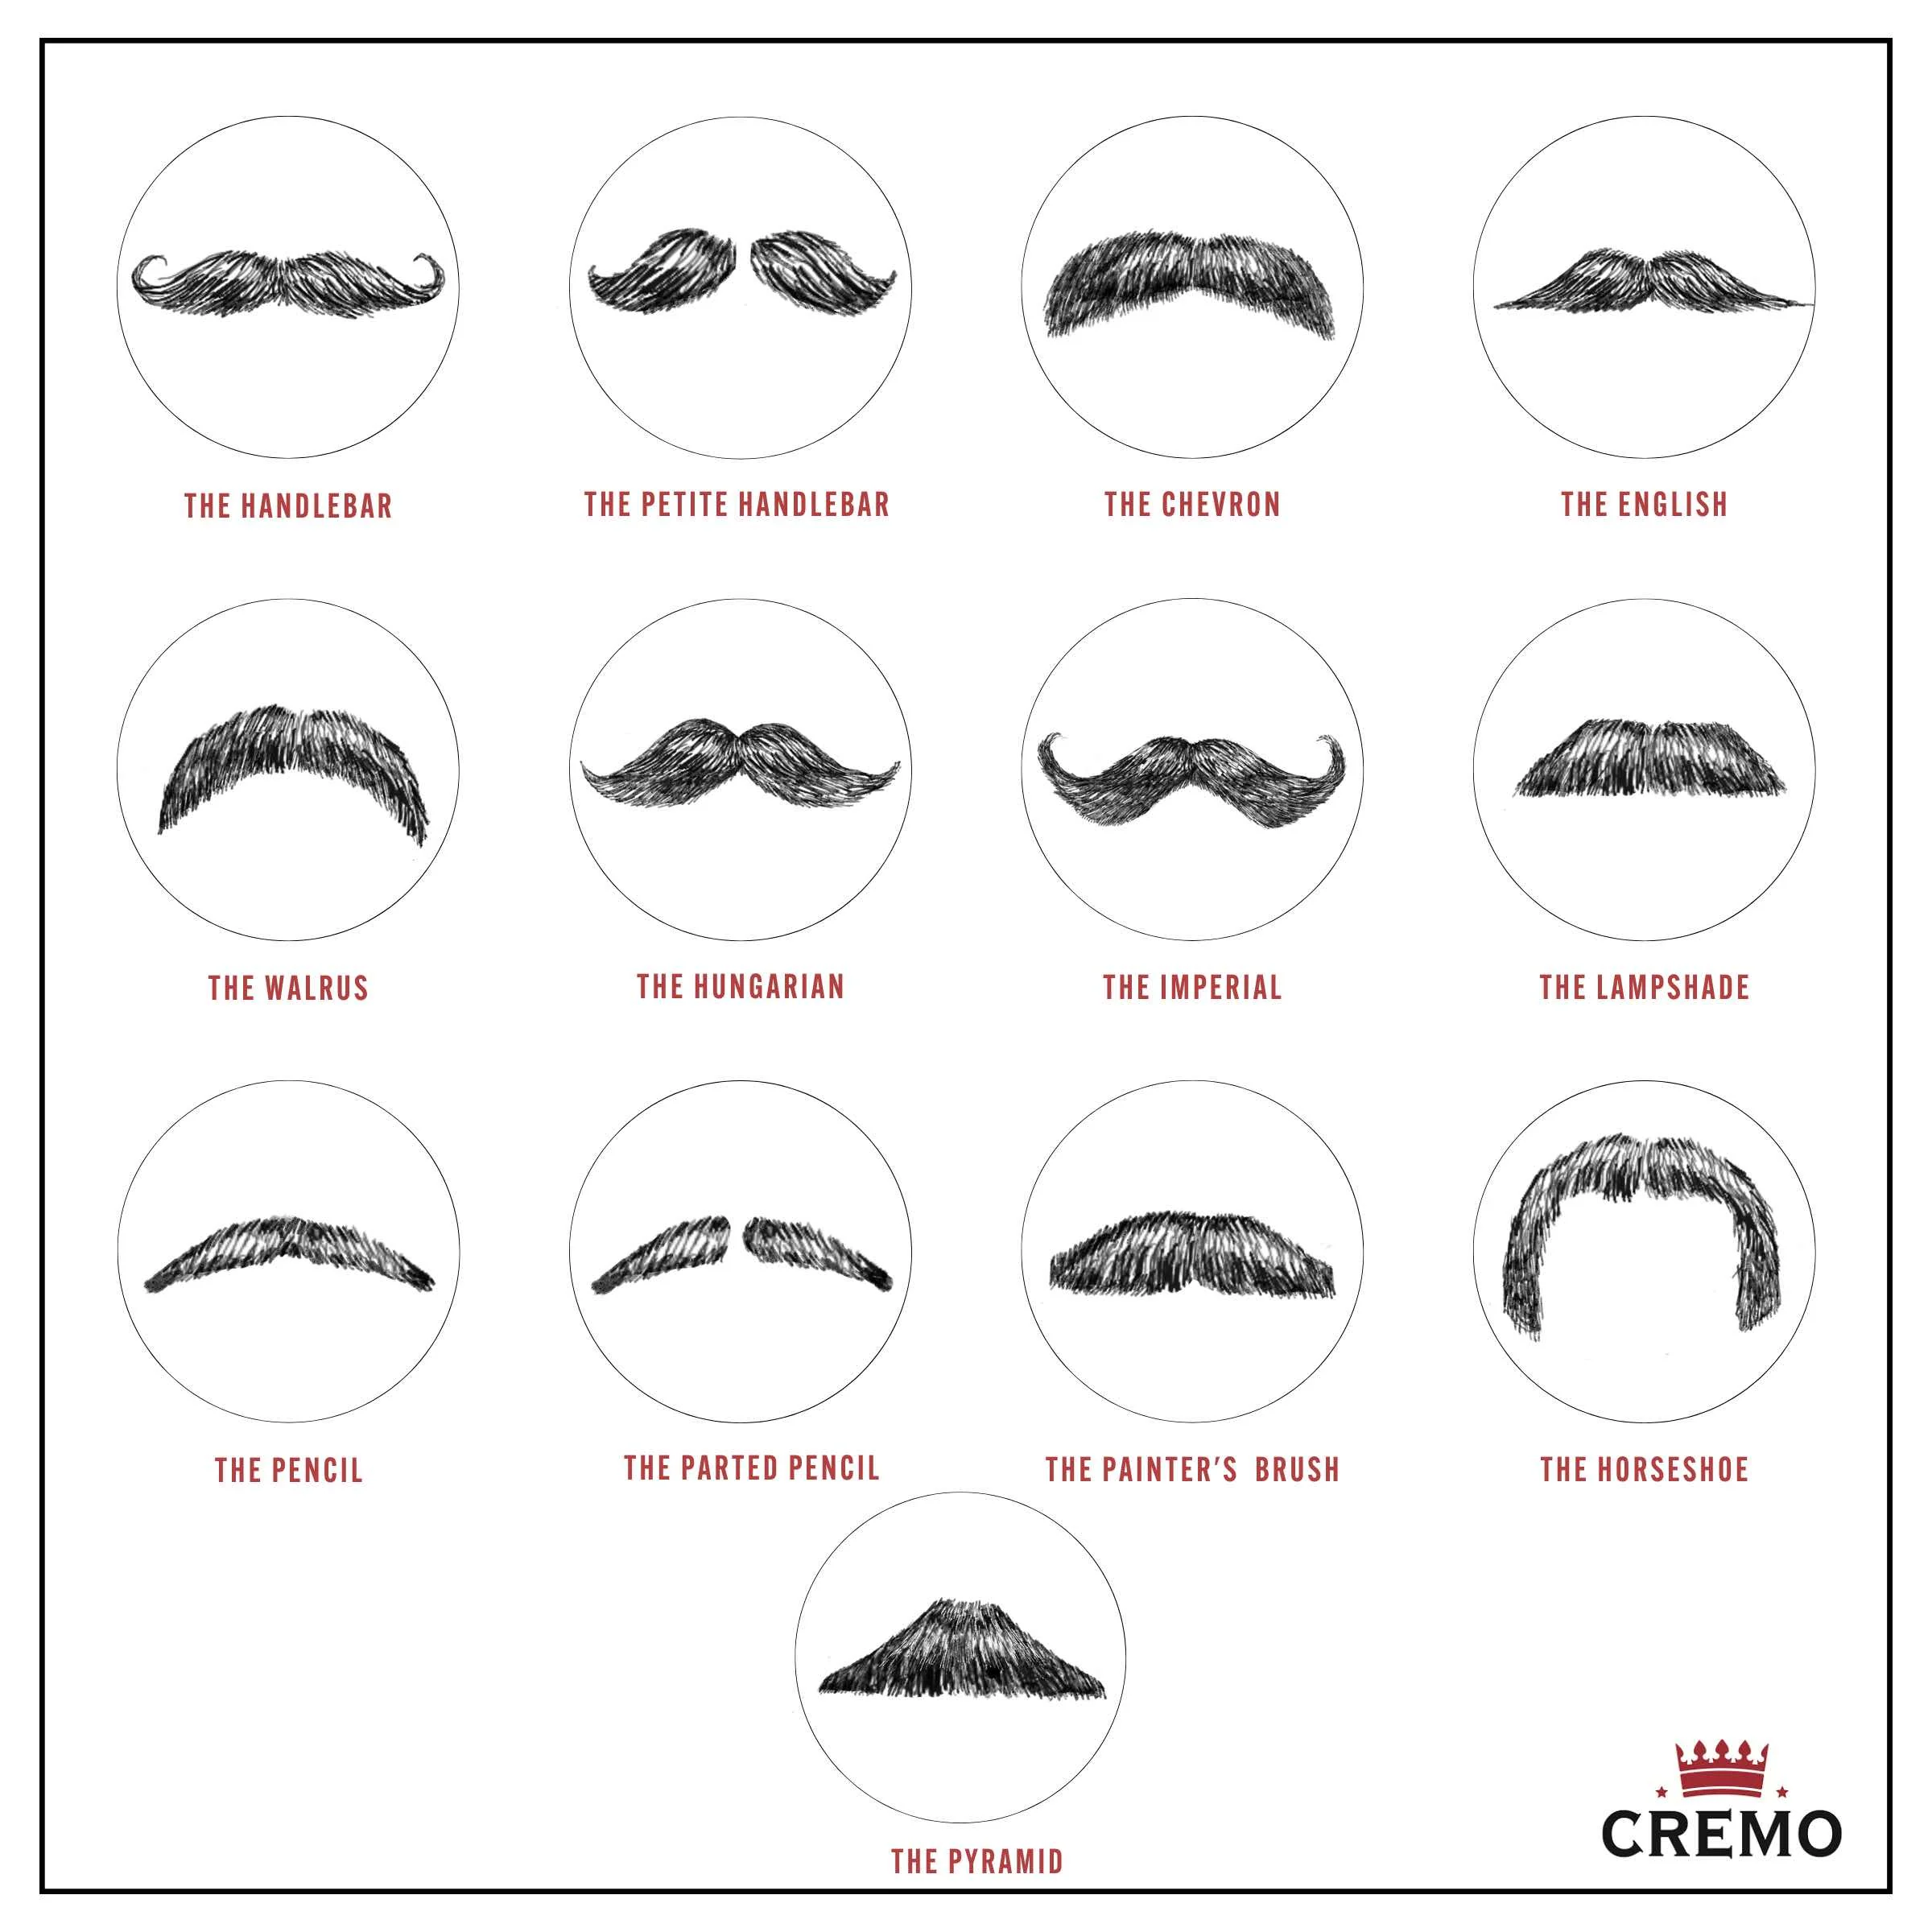 THE HANDLEBAR
THE PETITE HANDLEBAR
THE CHEVRON
THE ENGLISH
THE WALRUS
THE HUNGARIAN
THE IMPERIAL
THE LAMPSHADE
THE PENCIL
THE PARTED PENCIL
THE PAINTER'S BRUSH
THE HORSESHOE
THE PYRAMID
CREMO